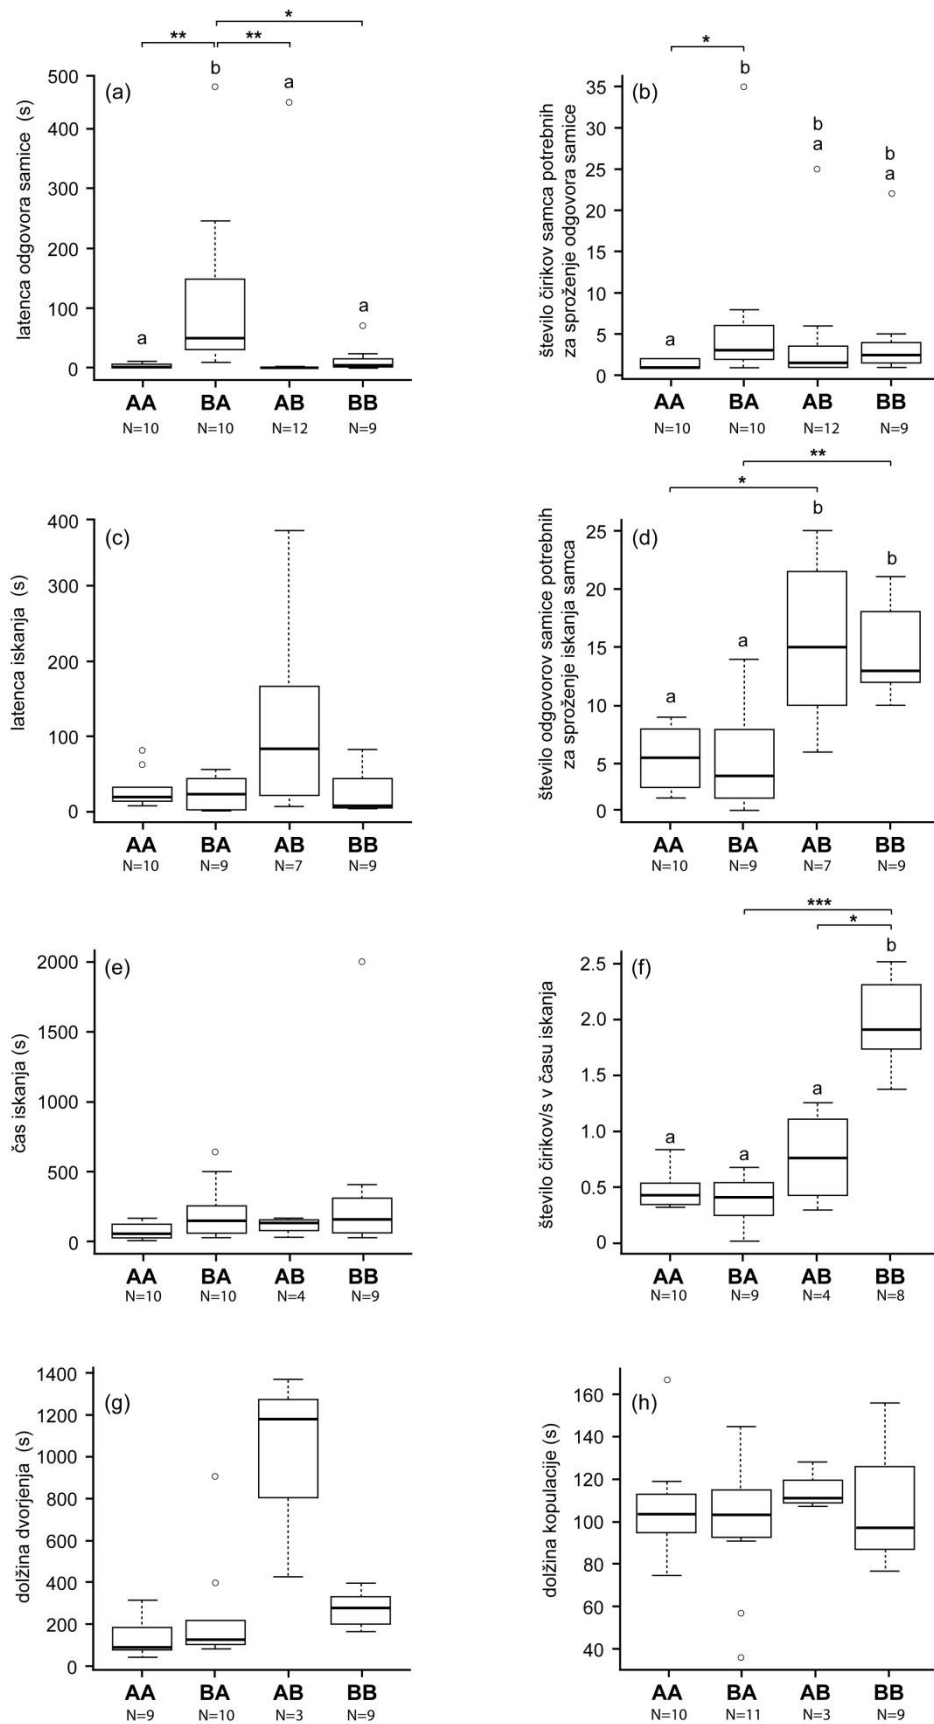 * ** **
(a) b a a a
latenca odgovora samice (s)
500
400
300
200
100
0
AA BA AB BB
N=10 N=10 N=12 N=9
*
(b) b b b
a a a
število čirikov samca potrebnih
za sproženje odgovora samice
35
30
25
20
15
10
5
0
AA BA AB BB
N=10 N=10 N=12 N=9
(c)
latenca iskanja (s)
400
300
200
100
0
AA BA AB BB
N=10 N=9 N=7 N=9
** *
(d) a a b b
število odgovorov samice potrebnih
za sproženje iskanja samca
25
20
15
10
5
0
AA BA AB BB
N=10 N=9 N=7 N=9
(e)
čas iskanja (s)
2000
1500
1000
500
0
AA BA AB BB
N=10 N=10 N=4 N=9
*** *
(f) a a a b
število čirikov/s v času iskanja
2.5
2.0
1.5
1.0
0.5
0
AA BA AB BB
N=10 N=9 N=4 N=8
(g)
dolžina dvorjenja (s)
1400
1200
1000
800
600
400
200
0
AA BA AB BB
N=9 N=10 N=3 N=9
(h)
dolžina kopulacije (s)
160
140
120
100
80
60
40
AA BA AB BB
N=10 N=11 N=3 N=9